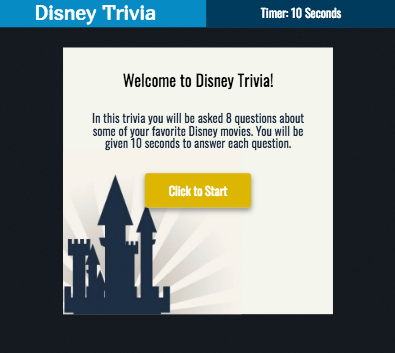 Disney Trivia
Timer: 10 Seconds
Welcome to Disney Trivia!
In this trivia you will be asked 8 questions about
some of your favorite Disney movies. You will be
given 10 seconds to answer each question.
Click to Start